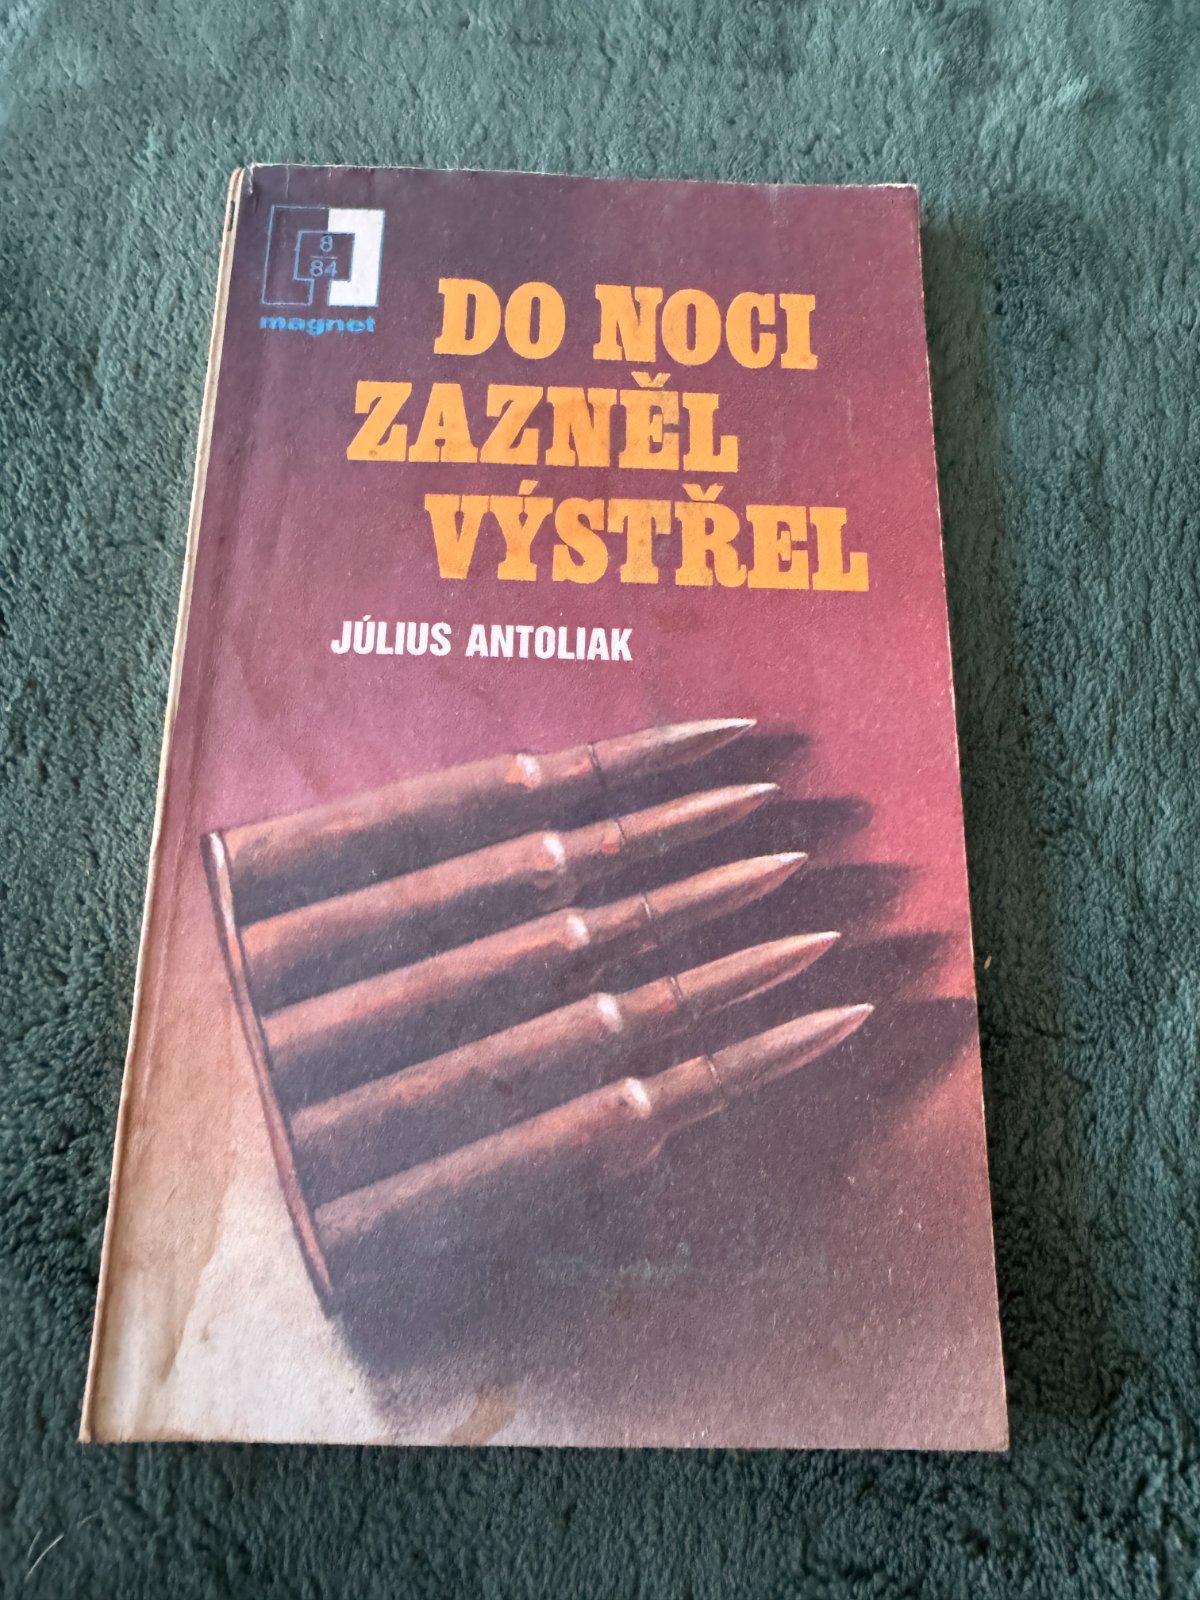 8
84
magnet
DO NOCI
ZAZNĚL
VÝSTŘEL
JÚLIUS ANTOLIAK